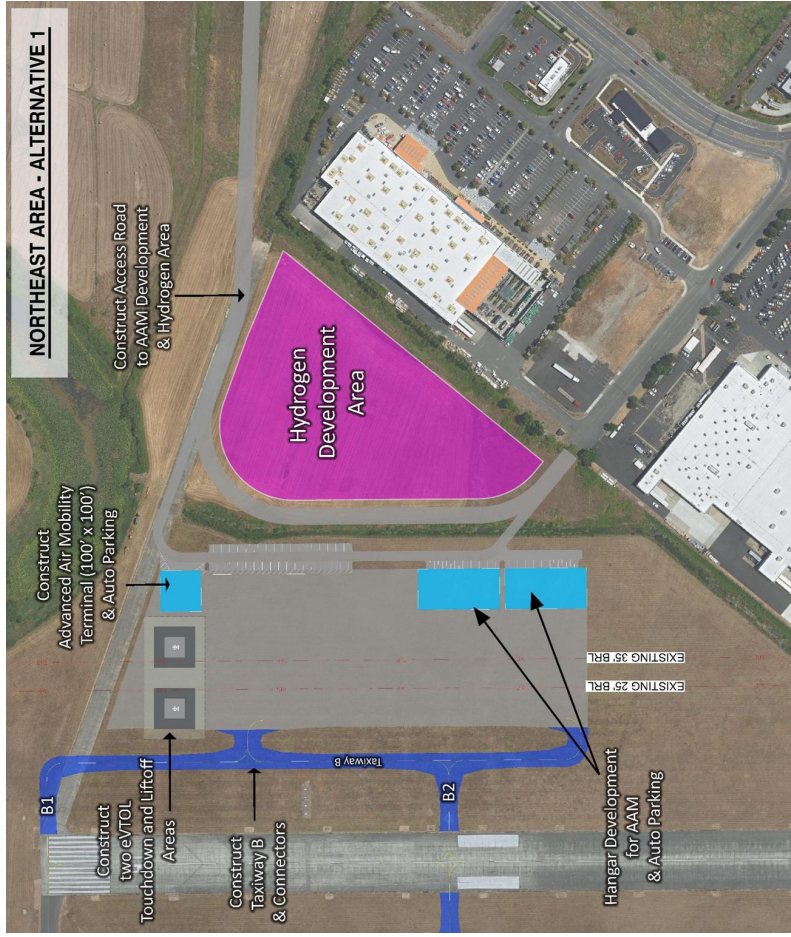 NORTHEAST AREA - ALTERNATIVE 1
Construct Access Road
to AAM Development
& Hydrogen Area
Construct
Advanced Air Mobility
Terminal (100' x 100')
& Auto Parking
Hydrogen
Development
Area
EXISTING 35' BRL
EXISTING 25' BRL
B1
Taxiway B
B2
Construct
two eVTOL
Touchdown and Liftoff
Areas
Construct
Taxiway B
& Connectors
Hangar Development
for AAM
& Auto Parking